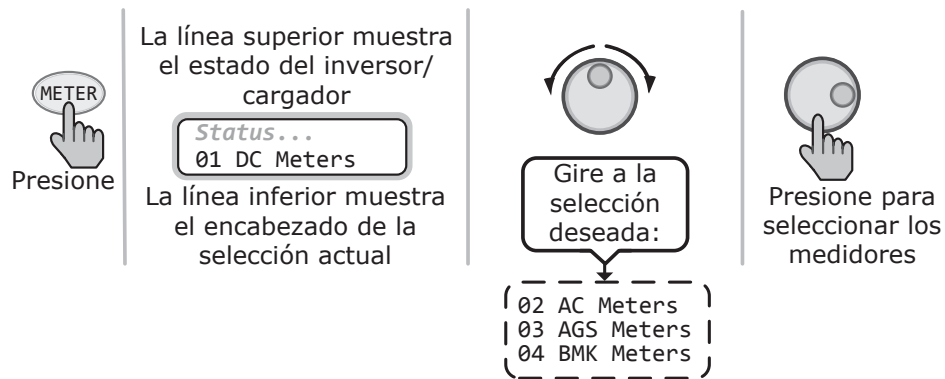 METER
Presione
La línea superior muestra
el estado del inversor/
cargador
Status...
01 DC Meters
La línea inferior muestra
el encabezado de la
selección actual
Gire a la
selección
deseada:
02 AC Meters
03 AGS Meters
04 BMK Meters
Presione para
seleccionar los
medidores